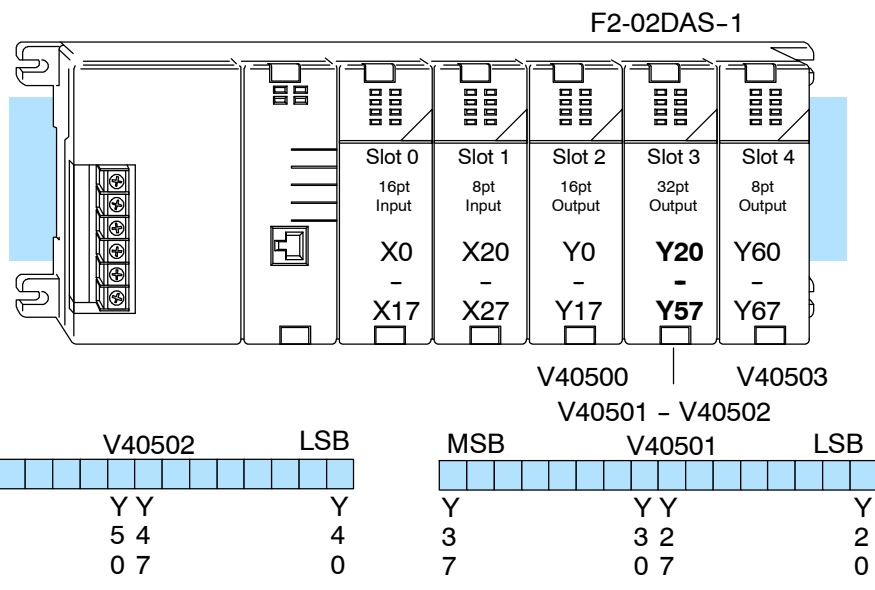 F2-02DAS-1
Slot 0 Slot 1 Slot 2 Slot 3 Slot 4
16pt 8pt 16pt 32pt 8pt
Input Input Output Output Output
X0 X20 Y0 Y20 Y60
- - - - -
X17 X27 Y17 Y57 Y67
V40500 V40503
V40501 - V40502
V40502 LSB MSB V40501 LSB
Y Y Y Y Y Y Y
5 4 4 3 3 2 2
0 7 0 7 0 7 0